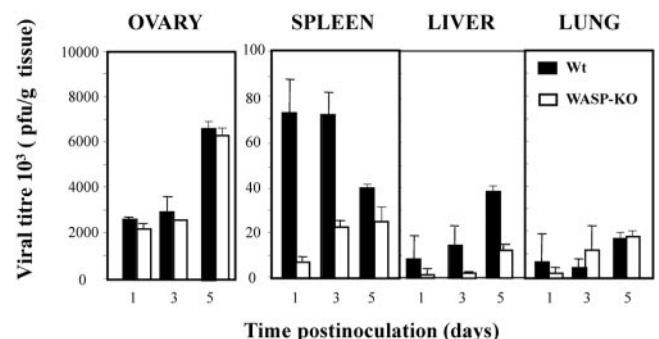 OVARY SPLEEN LIVER LUNG
Viral titre 10³ ( pfu/g tissue)
10000
8000
6000
4000
2000
0
100
80
60
40
20
0
Wt
WASP-KO
1 3 5 1 3 5 1 3 5 1 3 5
Time postinoculation (days)